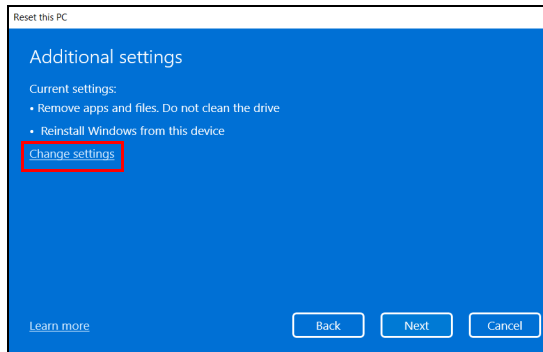 Reset this PC
Additional settings
Current settings:
• Remove apps and files. Do not clean the drive
• Reinstall Windows from this device
Change settings
Learn more
Back
Next
Cancel